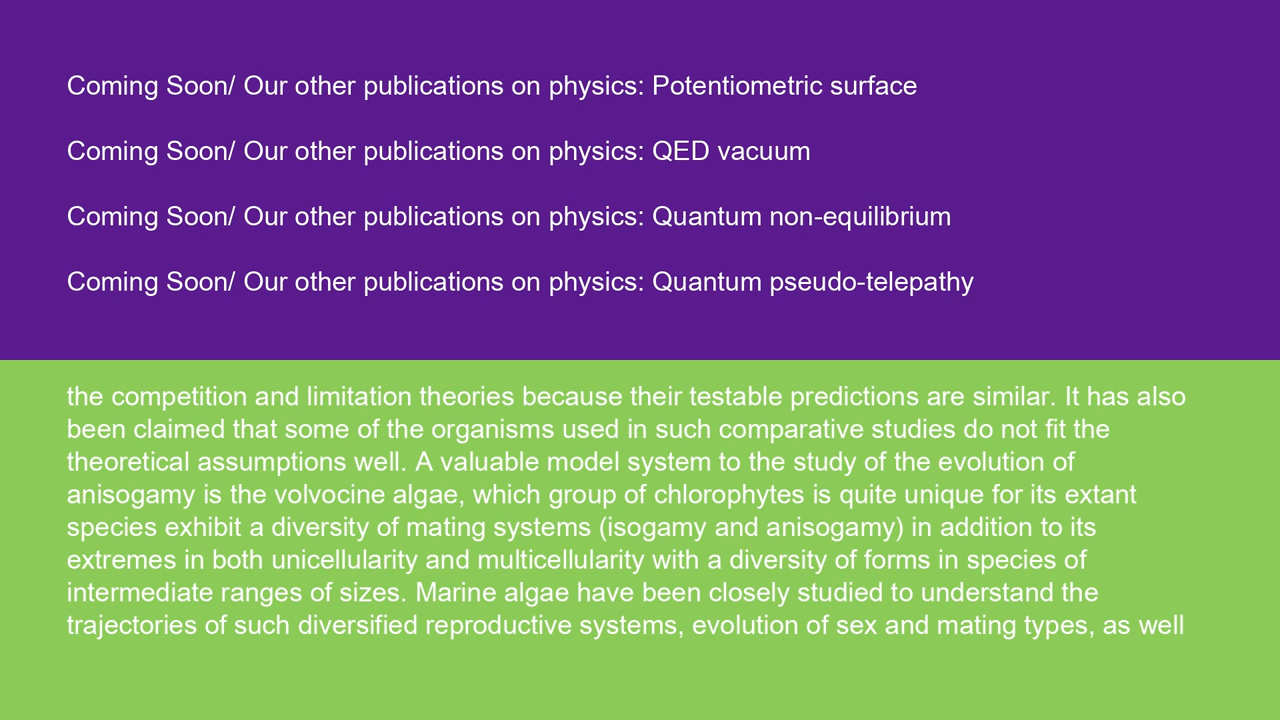 Coming Soon/ Our other publications on physics: Potentiometric surface
Coming Soon/ Our other publications on physics: QED vacuum
Coming Soon/ Our other publications on physics: Quantum non-equilibrium
Coming Soon/ Our other publications on physics: Quantum pseudo-telepathy
the competition and limitation theories because their testable predictions are similar. It has also
been claimed that some of the organisms used in such comparative studies do not fit the
theoretical assumptions well. A valuable model system to the study of the evolution of
anisogamy is the volvocine algae, which group of chlorophytes is quite unique for its extant
species exhibit a diversity of mating systems (isogamy and anisogamy) in addition to its
extremes in both unicellularity and multicellularity with a diversity of forms in species of
intermediate ranges of sizes. Marine algae have been closely studied to understand the
trajectories of such diversified reproductive systems, evolution of sex and mating types, as well